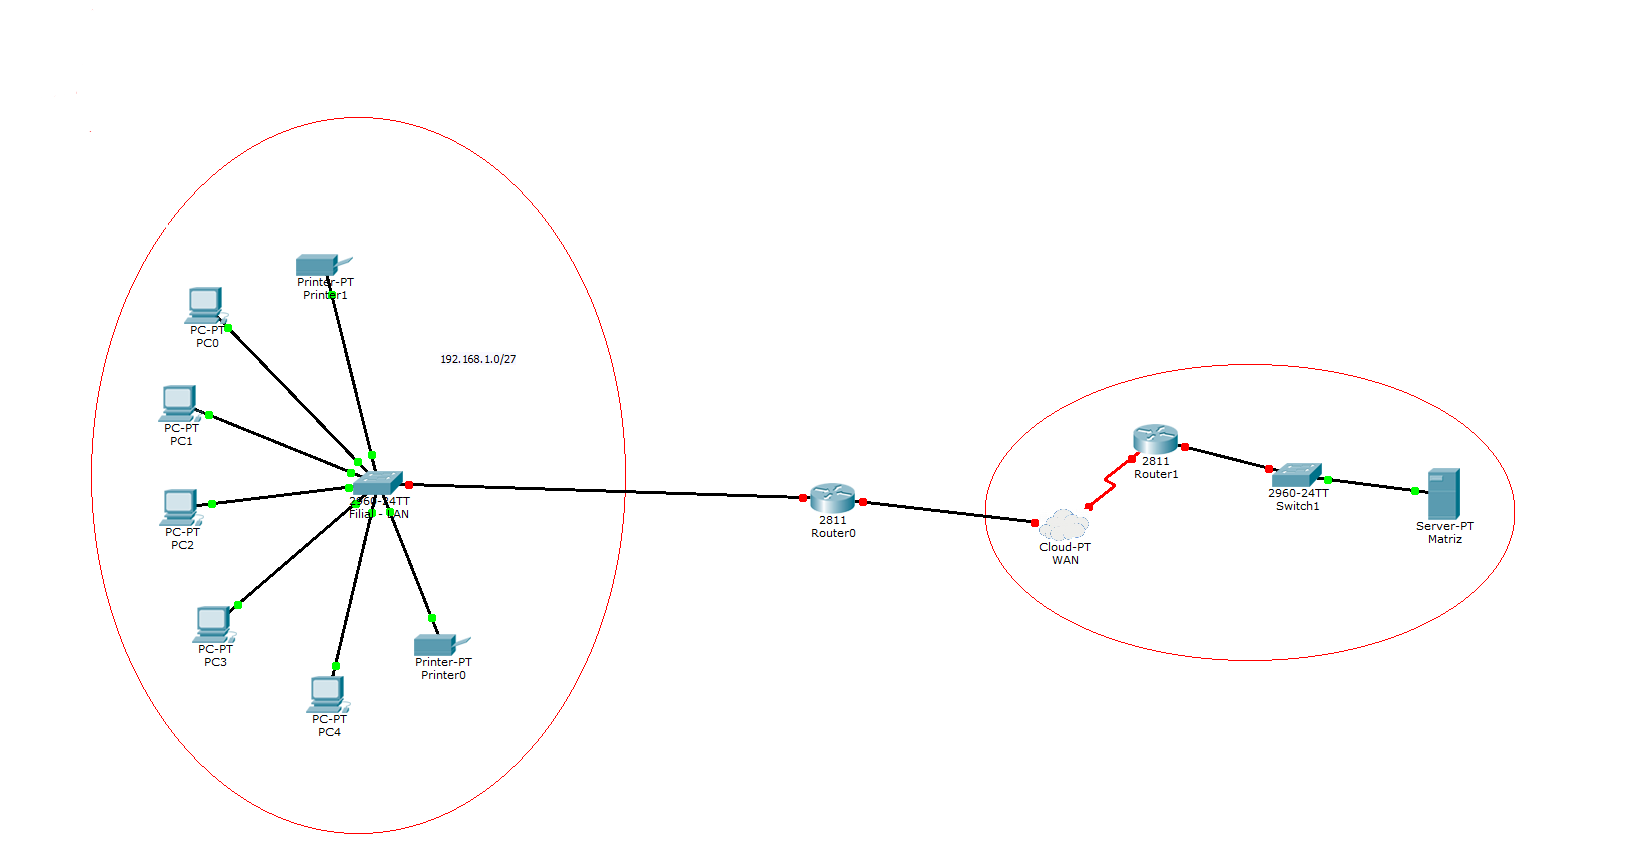 Printer-PT
Printer1
PC-PT
PC0
192.168.1.0/27
PC-PT
PC1
2960-24TT
Filial - LAN
PC-PT
PC2
PC-PT
PC3
Printer-PT
Printer0
PC-PT
PC4
2811
Router0
2811
Router1
2960-24TT
Switch1
Server-PT
Matriz
Cloud-PT
WAN